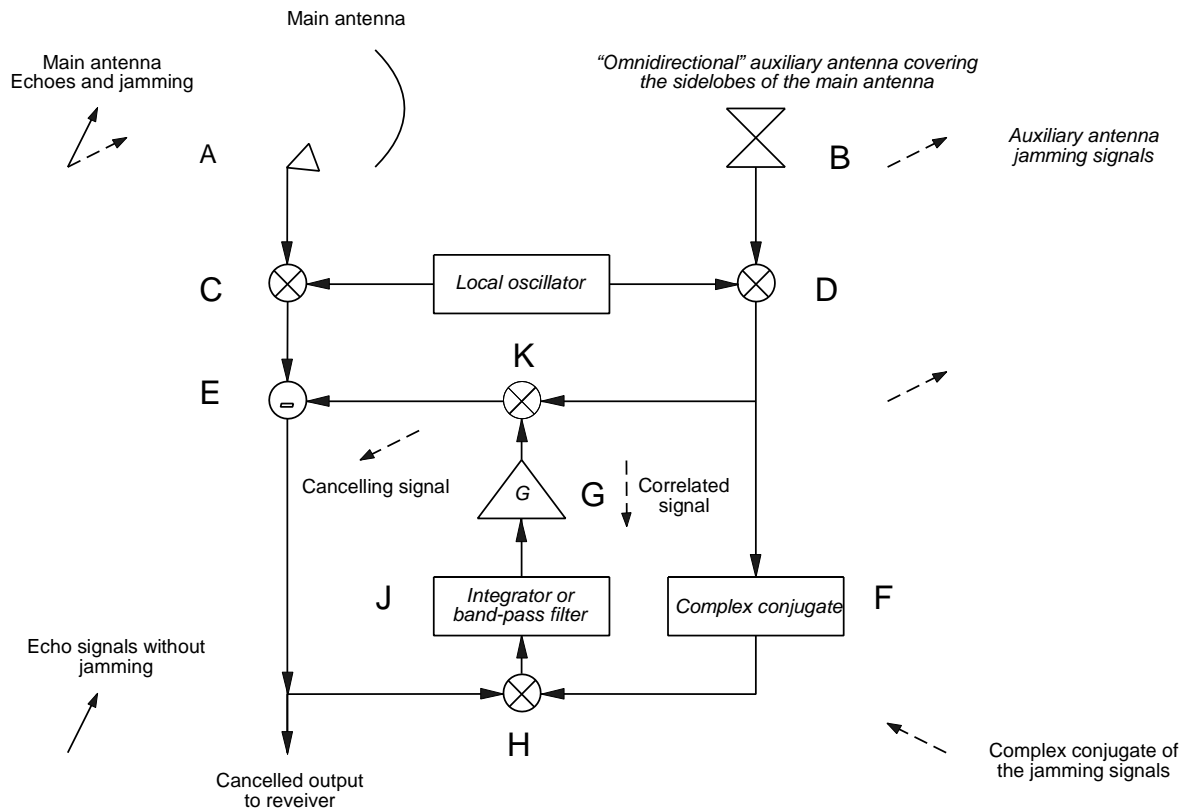 Main antenna
Main antenna
Echoes and jamming
“Omnidirectional” auxiliary antenna covering
the sidelobes of the main antenna
A
B
Auxiliary antenna
jamming signals
C
Local oscillator
D
K
E
-
Cancelling signal
G
G
Correlated
signal
J
Integrator or
band-pass filter
Complex conjugate
F
Echo signals without
jamming
H
Cancelled output
to reveiver
Complex conjugate of
the jamming signals